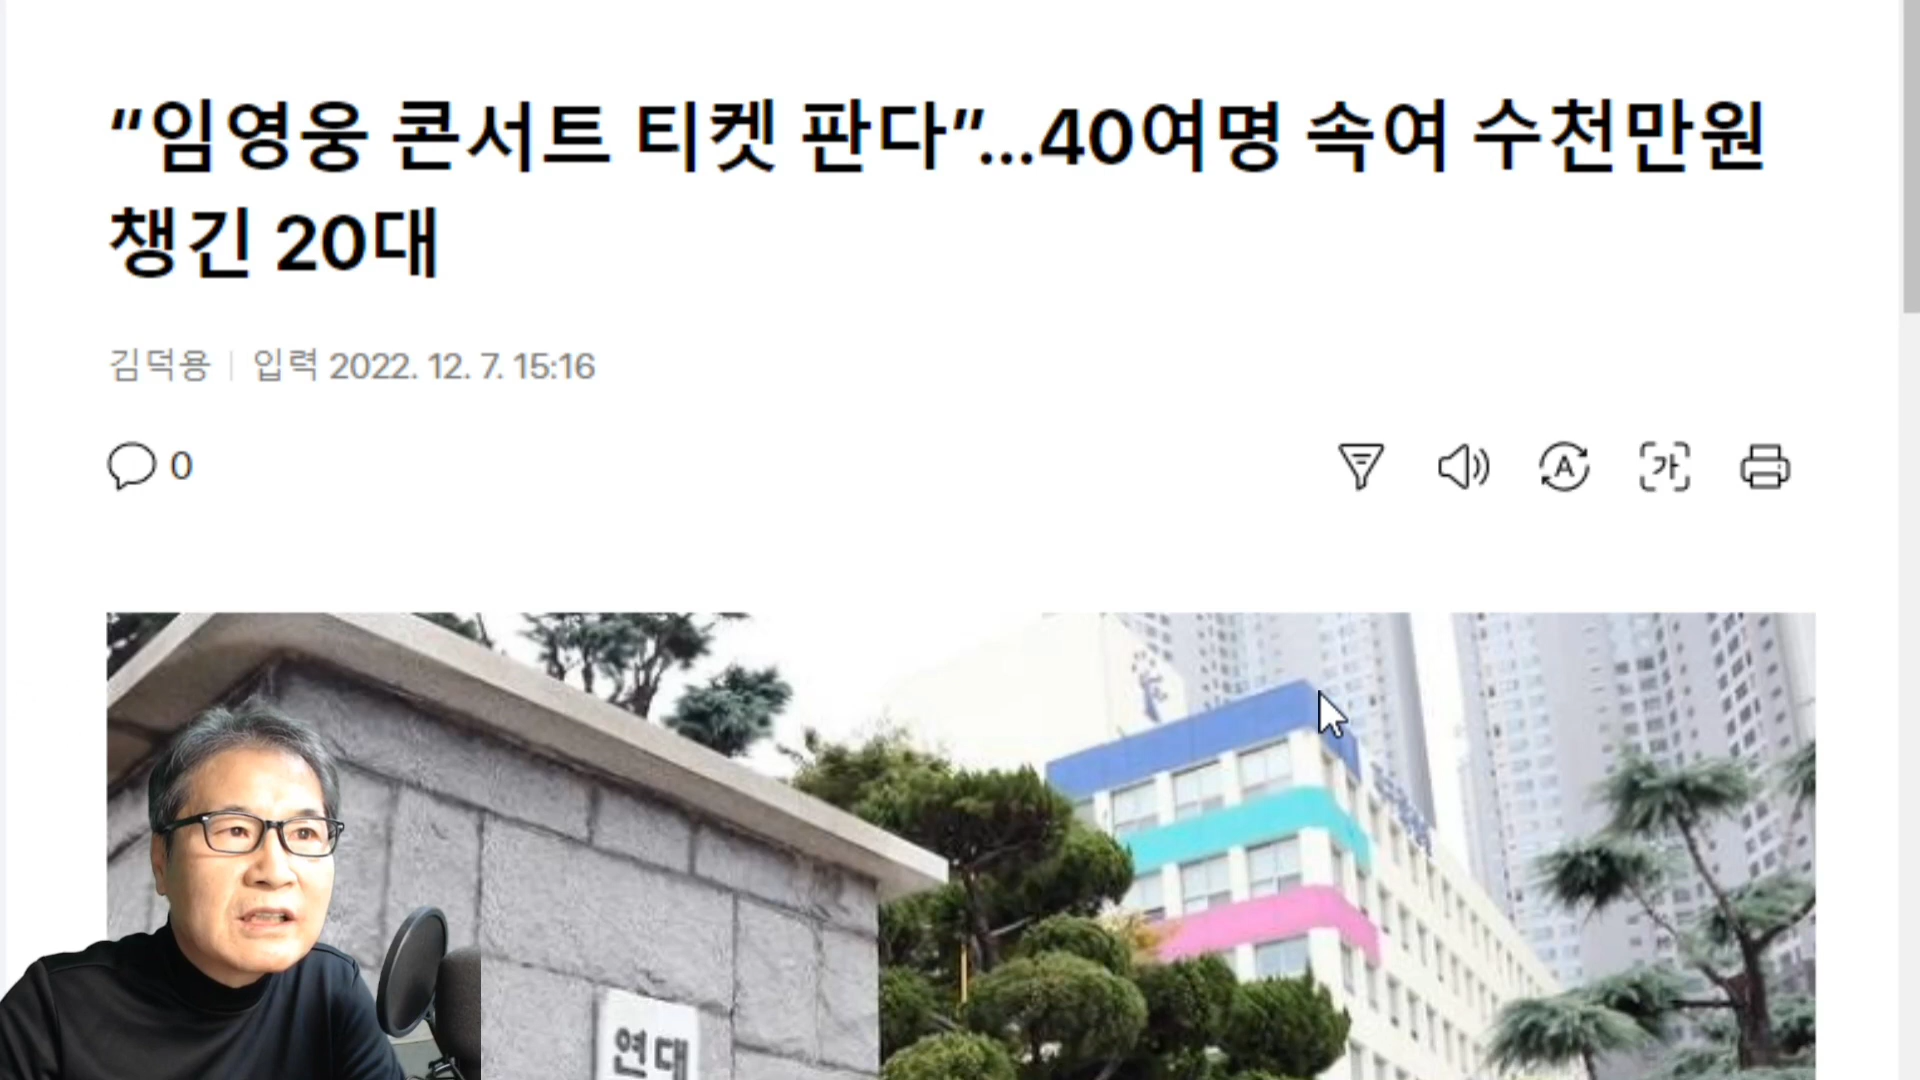 “임영웅 콘서트 티켓 판다”...40여명 속여 수천만원
챙긴 20대
김덕용 | 입력 2022. 12. 7. 15:16
0
A
가
연대